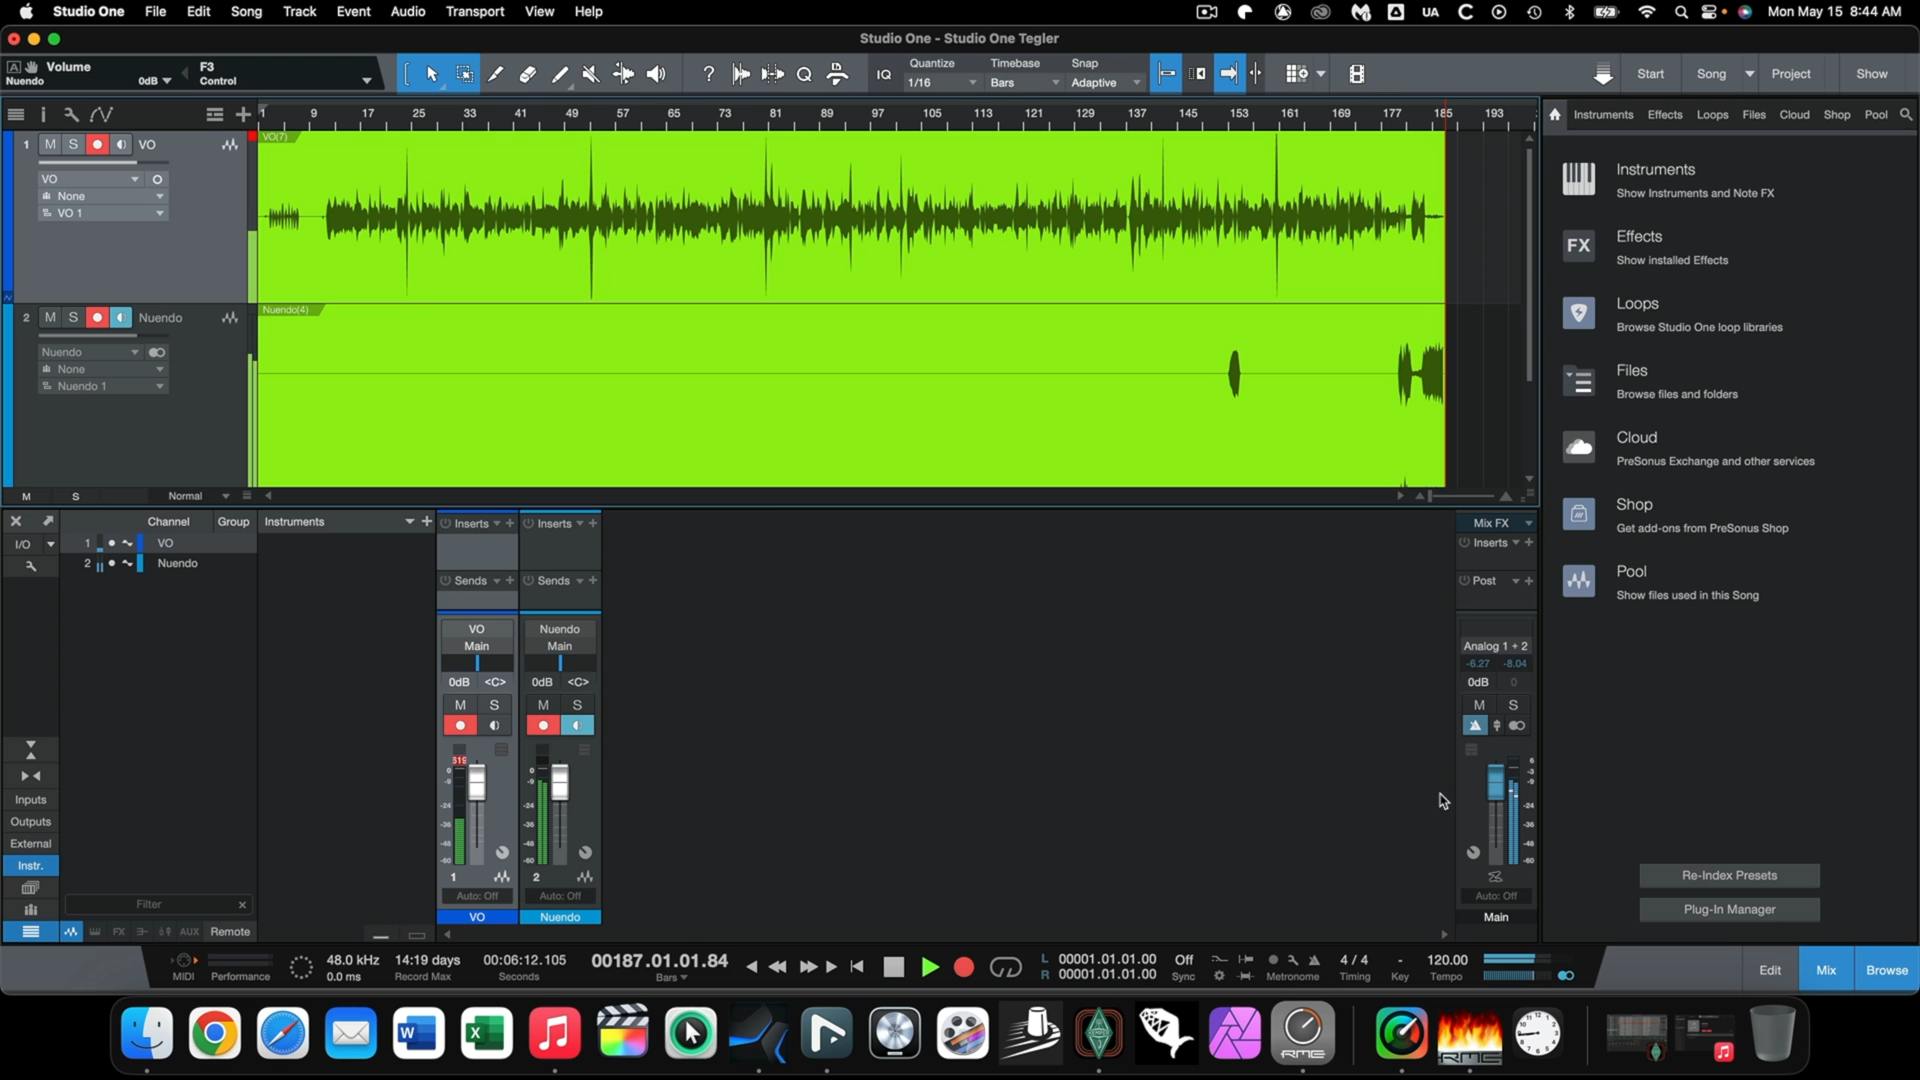 Studio One File Edit Song Track Event Audio Transport View Help UA Mon May 15 8:44 AM
Studio One - Studio One Tegler
Volume
Nuendo 0dB
F3
Control
?
Q
IQ
Quantize
1/16
Timebase
Bars
Snap
Adaptive
Start Song Project Show
1 9 17 25 33 41 49 57 65 73 81 89 97 105 113 121 129 137 145 153 161 169 177 185 193
Instruments Effects Loops Files Cloud Shop Pool
1 M S VO
VO(7)
VO
None
VO 1
2 M S Nuendo
Nuendo(4)
Nuendo
None
Nuendo 1
M S Normal
Instruments
Show Instruments and Note FX
FX
Effects
Show installed Effects
Loops
Browse Studio One loop libraries
Files
Browse files and folders
Cloud
PreSonus Exchange and other services
Shop
Get add-ons from PreSonus Shop
Pool
Show files used in this Song
Re-Index Presets
Plug-In Manager
Channel Group Instruments
I/O
1 VO
2 Nuendo
Inserts Inserts
Sends Sends
VO Nuendo
Main Main
0dB <C> 0dB <C>
M S M S
1 2
Auto: Off Auto: Off
VO Nuendo
Mix FX
Inserts
Post
Analog 1 + 2
-6.27 -8.04
0dB 0
M S
Auto: Off
Main
Inputs
Outputs
External
Instr.
Filter
FX AUX Remote
MIDI Performance
48.0 kHz
0.0 ms
14:19 days
Record Max
00:06:12.105
Seconds
00187.01.01.84
Bars
L 00001.01.01.00
R 00001.01.01.00
Off
Sync
Metronome
4 / 4
Timing
-
Key
120.00
Tempo
Edit Mix Browse
RME
RME